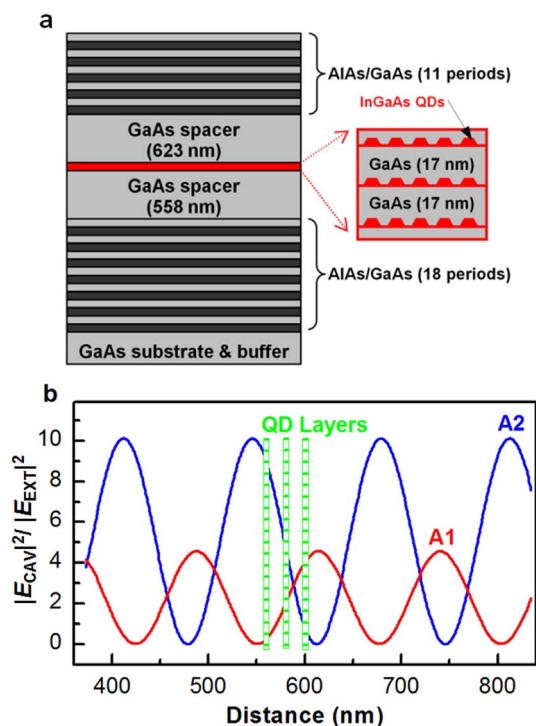 a
AlAs/GaAs (11 periods)
InGaAs QDs
GaAs spacer
(623 nm)
GaAs (17 nm)
GaAs spacer
(558 nm)
GaAs (17 nm)
AlAs/GaAs (18 periods)
GaAs substrate & buffer
b
QD Layers
A2
A1
|E_CAV|²/ |E_EXT|²
10
8
6
4
2
0
400 500 600 700 800
Distance (nm)